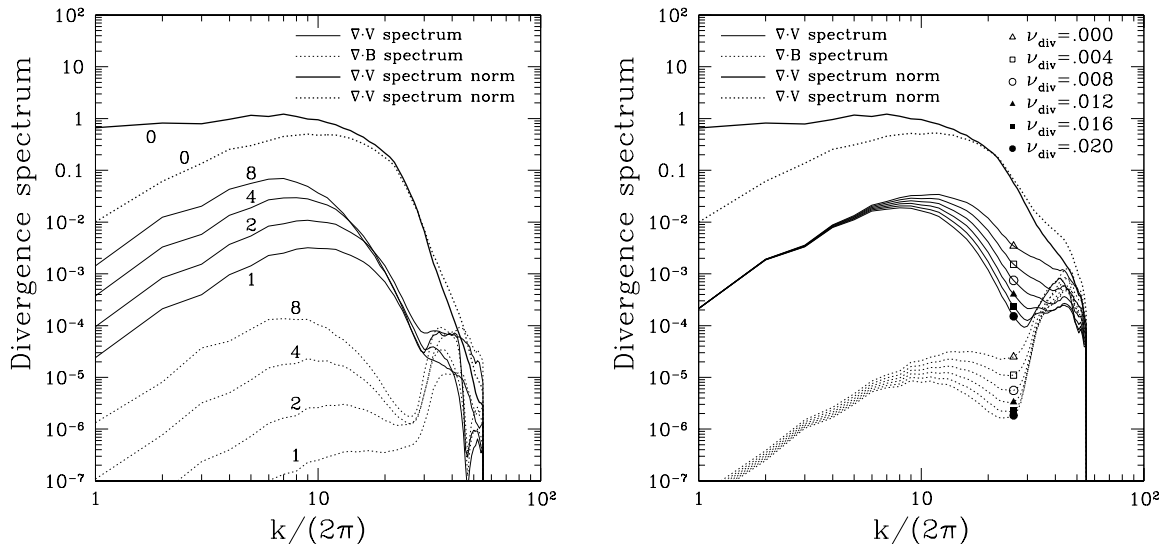 Divergence spectrum
10²
10
1
0.1
10⁻²
10⁻³
10⁻⁴
10⁻⁵
10⁻⁶
10⁻⁷
∇·V spectrum
∇·B spectrum
∇·V spectrum norm
∇·V spectrum norm
0
0
8
4
2
1
8
4
2
1
1
10
10²
k/(2π)
Divergence spectrum
10²
10
1
0.1
10⁻²
10⁻³
10⁻⁴
10⁻⁵
10⁻⁶
10⁻⁷
∇·V spectrum
∇·B spectrum
∇·V spectrum norm
∇·V spectrum norm
ν_div=.000
ν_div=.004
ν_div=.008
ν_div=.012
ν_div=.016
ν_div=.020
1
10
10²
k/(2π)